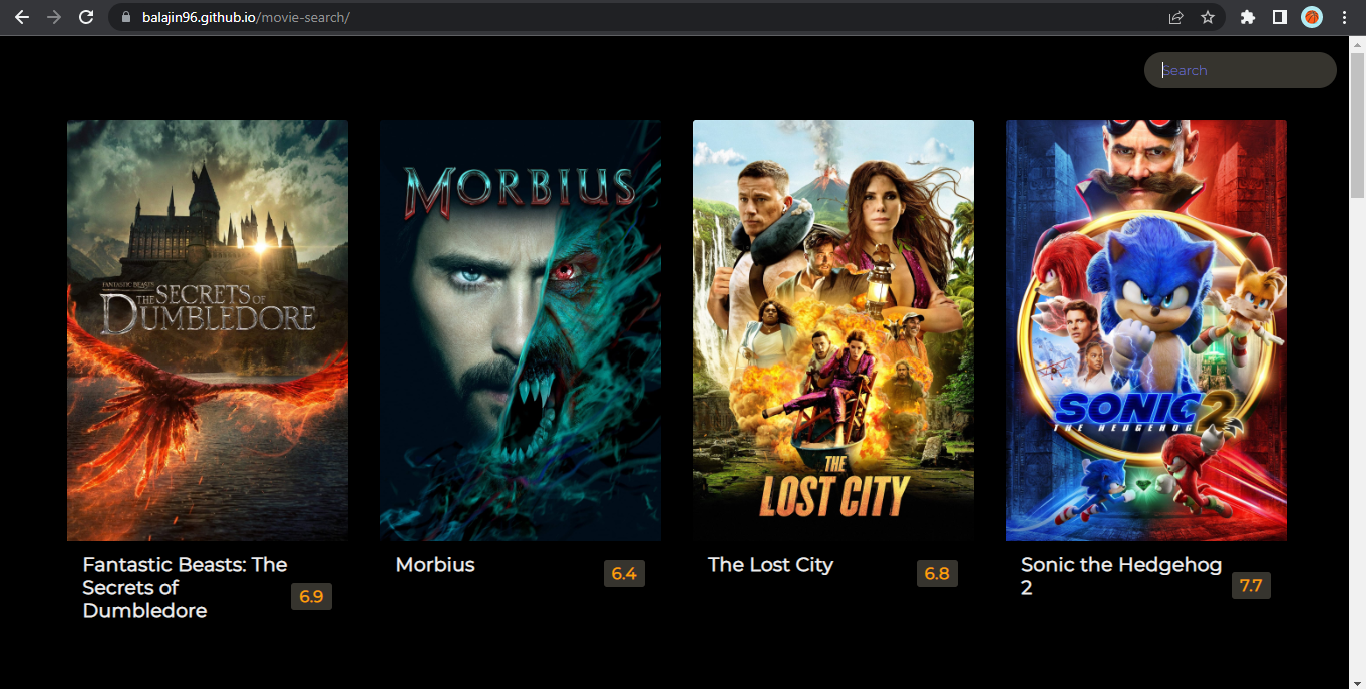 balajin96.github.io/movie-search/
Search
FANTASTIC BEASTS
THE SECRETS OF
DUMBLEDORE
MORBIUS
THE
LOST CITY
SONIC 2
THE HEDGEHOG
Fantastic Beasts: The
Secrets of
Dumbledore
6.9
Morbius
6.4
The Lost City
6.8
Sonic the Hedgehog
2
7.7